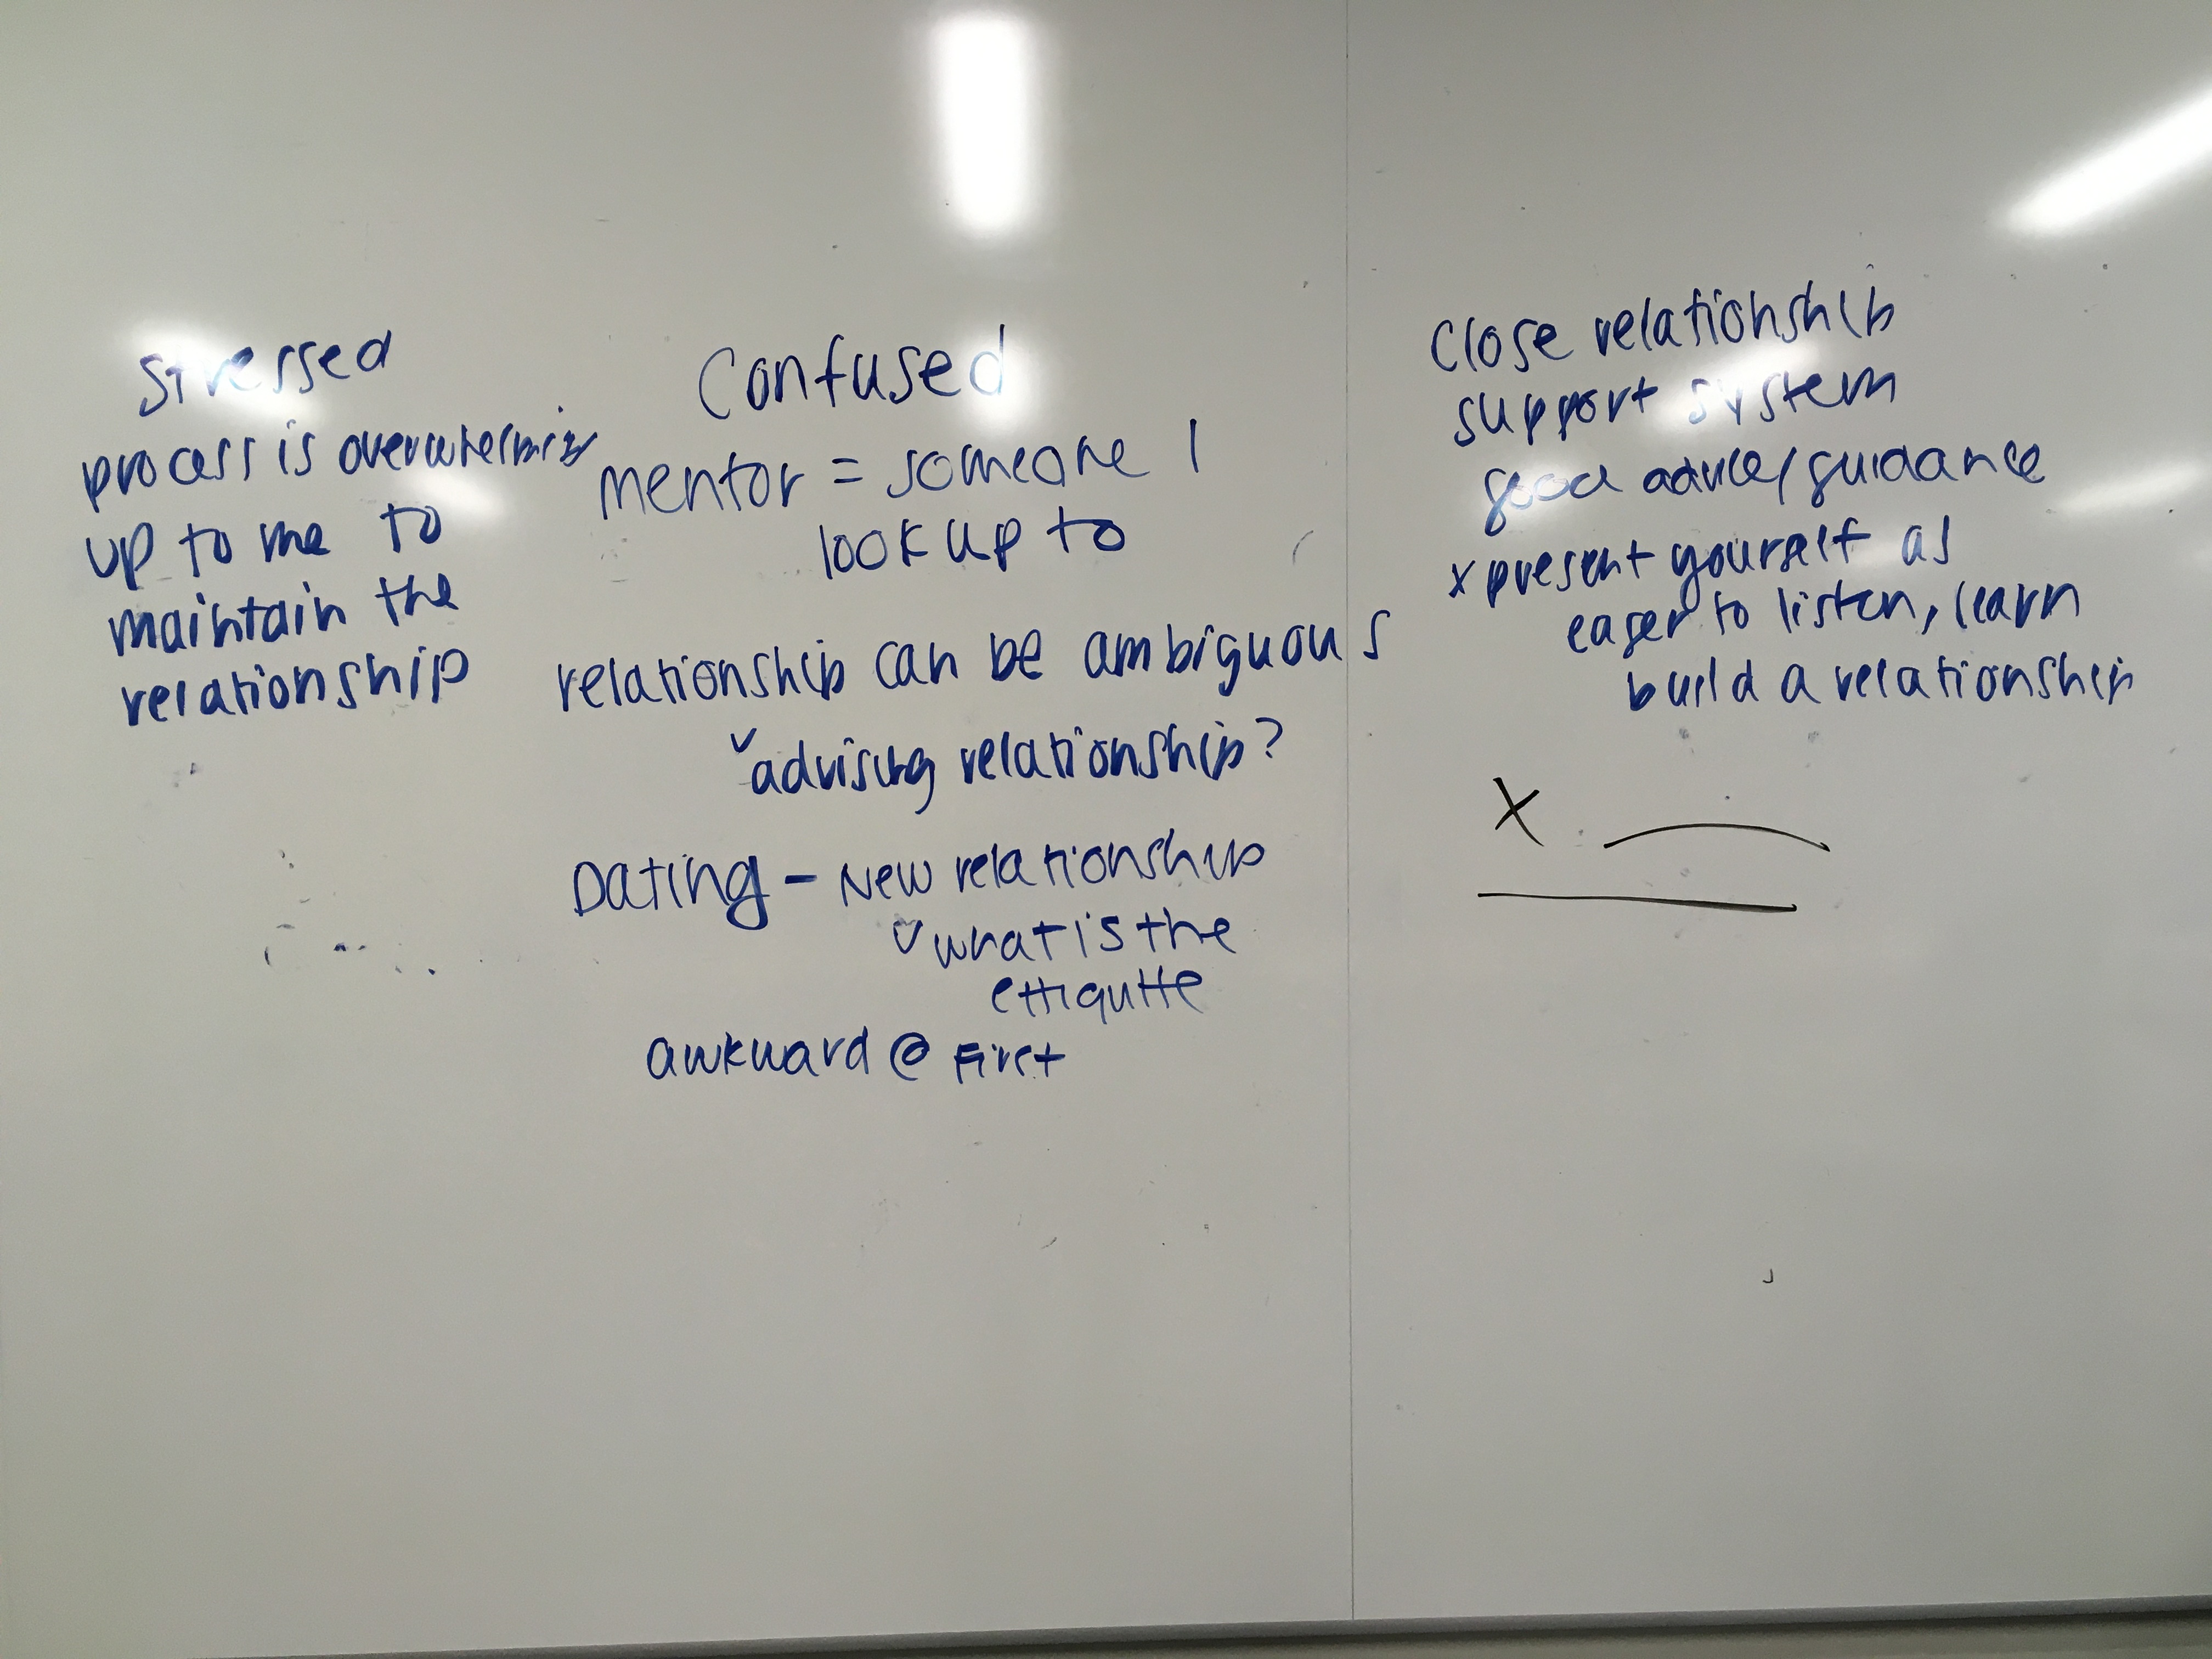 Stressed
process is overwhelming
up to me to
maintain the
relationship
Confused
mentor = someone I
look up to
relationship can be ambiguous
✓ advising relationship?
Dating - New relationship
✓ what is the
ettiqutte
awkward @ First
Close relationship
support system
good advice/guidance
x present yourself as
eager to listen, learn
build a relationship
X